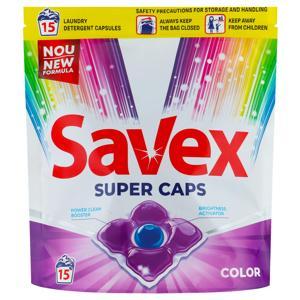 SAFETY PRECAUTIONS FOR STORAGE AND HANDLING
15
LAUNDRY
DETERGENT CAPSULES
ALWAYS KEEP
THE BAG CLOSED
KEEP AWAY
FROM CHILDREN
NOU
NEW
FORMULA
Savex
SUPER CAPS
POWER CLEAN
BOOSTER
BRIGHTNESS
ACTIVATOR
15
COLOR